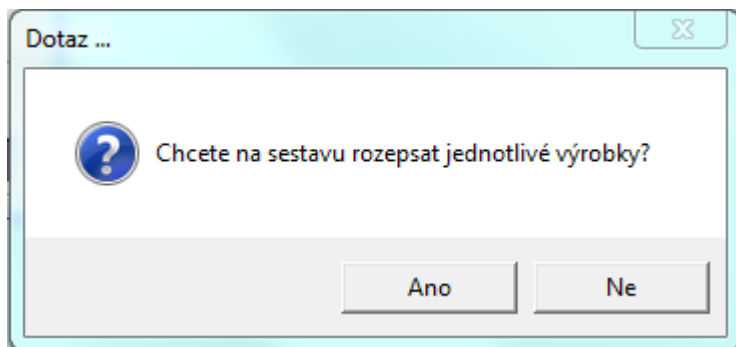 Dotaz ...
Chcete na sestavu rozepsat jednotlivé výrobky?
Ano
Ne